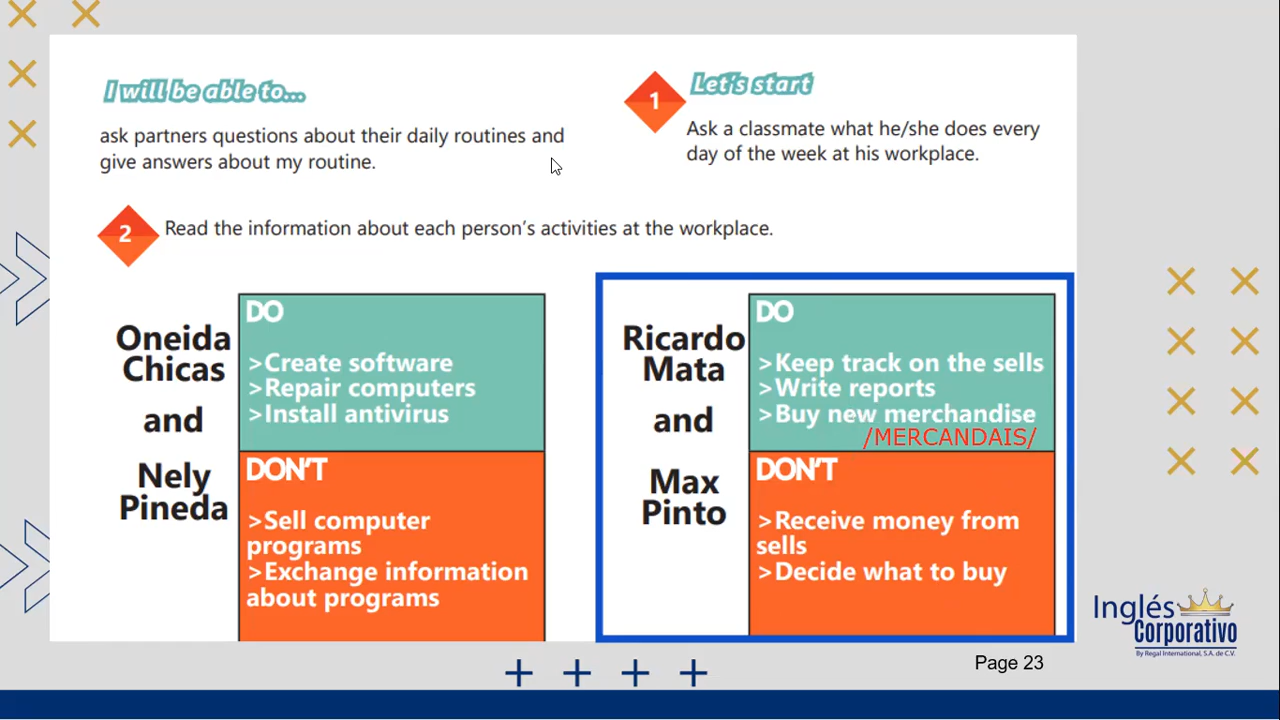 I will be able to...
ask partners questions about their daily routines and
give answers about my routine.
1
Let's start
Ask a classmate what he/she does every
day of the week at his workplace.
2
Read the information about each person's activities at the workplace.
Oneida
Chicas
and
Nely
Pineda
DO
>Create software
>Repair computers
>Install antivirus
DON'T
>Sell computer
programs
>Exchange information
about programs
Ricardo
Mata
and
Max
Pinto
DO
>Keep track on the sells
>Write reports
>Buy new merchandise
/MERCANDAIS/
DON'T
>Receive money from
sells
>Decide what to buy
Inglés
Corporativo
By Regal International, S.A. de C.V.
Page 23